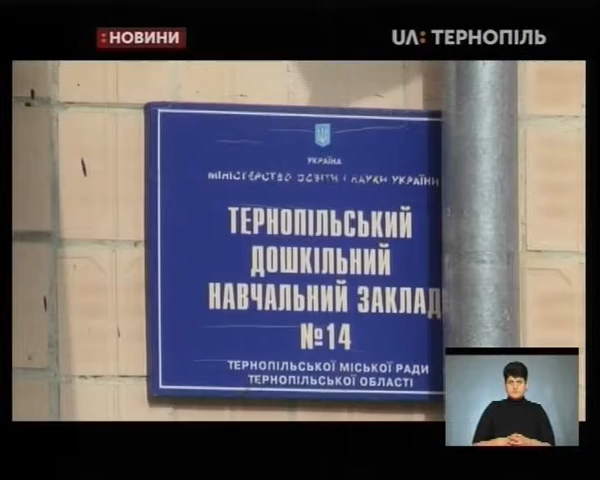 :НОВИНИ
UA: ТЕРНОПІЛЬ
УКРАЇНА
МІНІСТЕРСТВО ОСВІТИ І НАУКИ УКРАЇНИ
ТЕРНОПІЛЬСЬКИЙ
ДОШКІЛЬНИЙ
НАВЧАЛЬНИЙ ЗАКЛАД
№14
ТЕРНОПІЛЬСЬКОЇ МІСЬКОЇ РАДИ
ТЕРНОПІЛЬСЬКОЇ ОБЛАСТІ